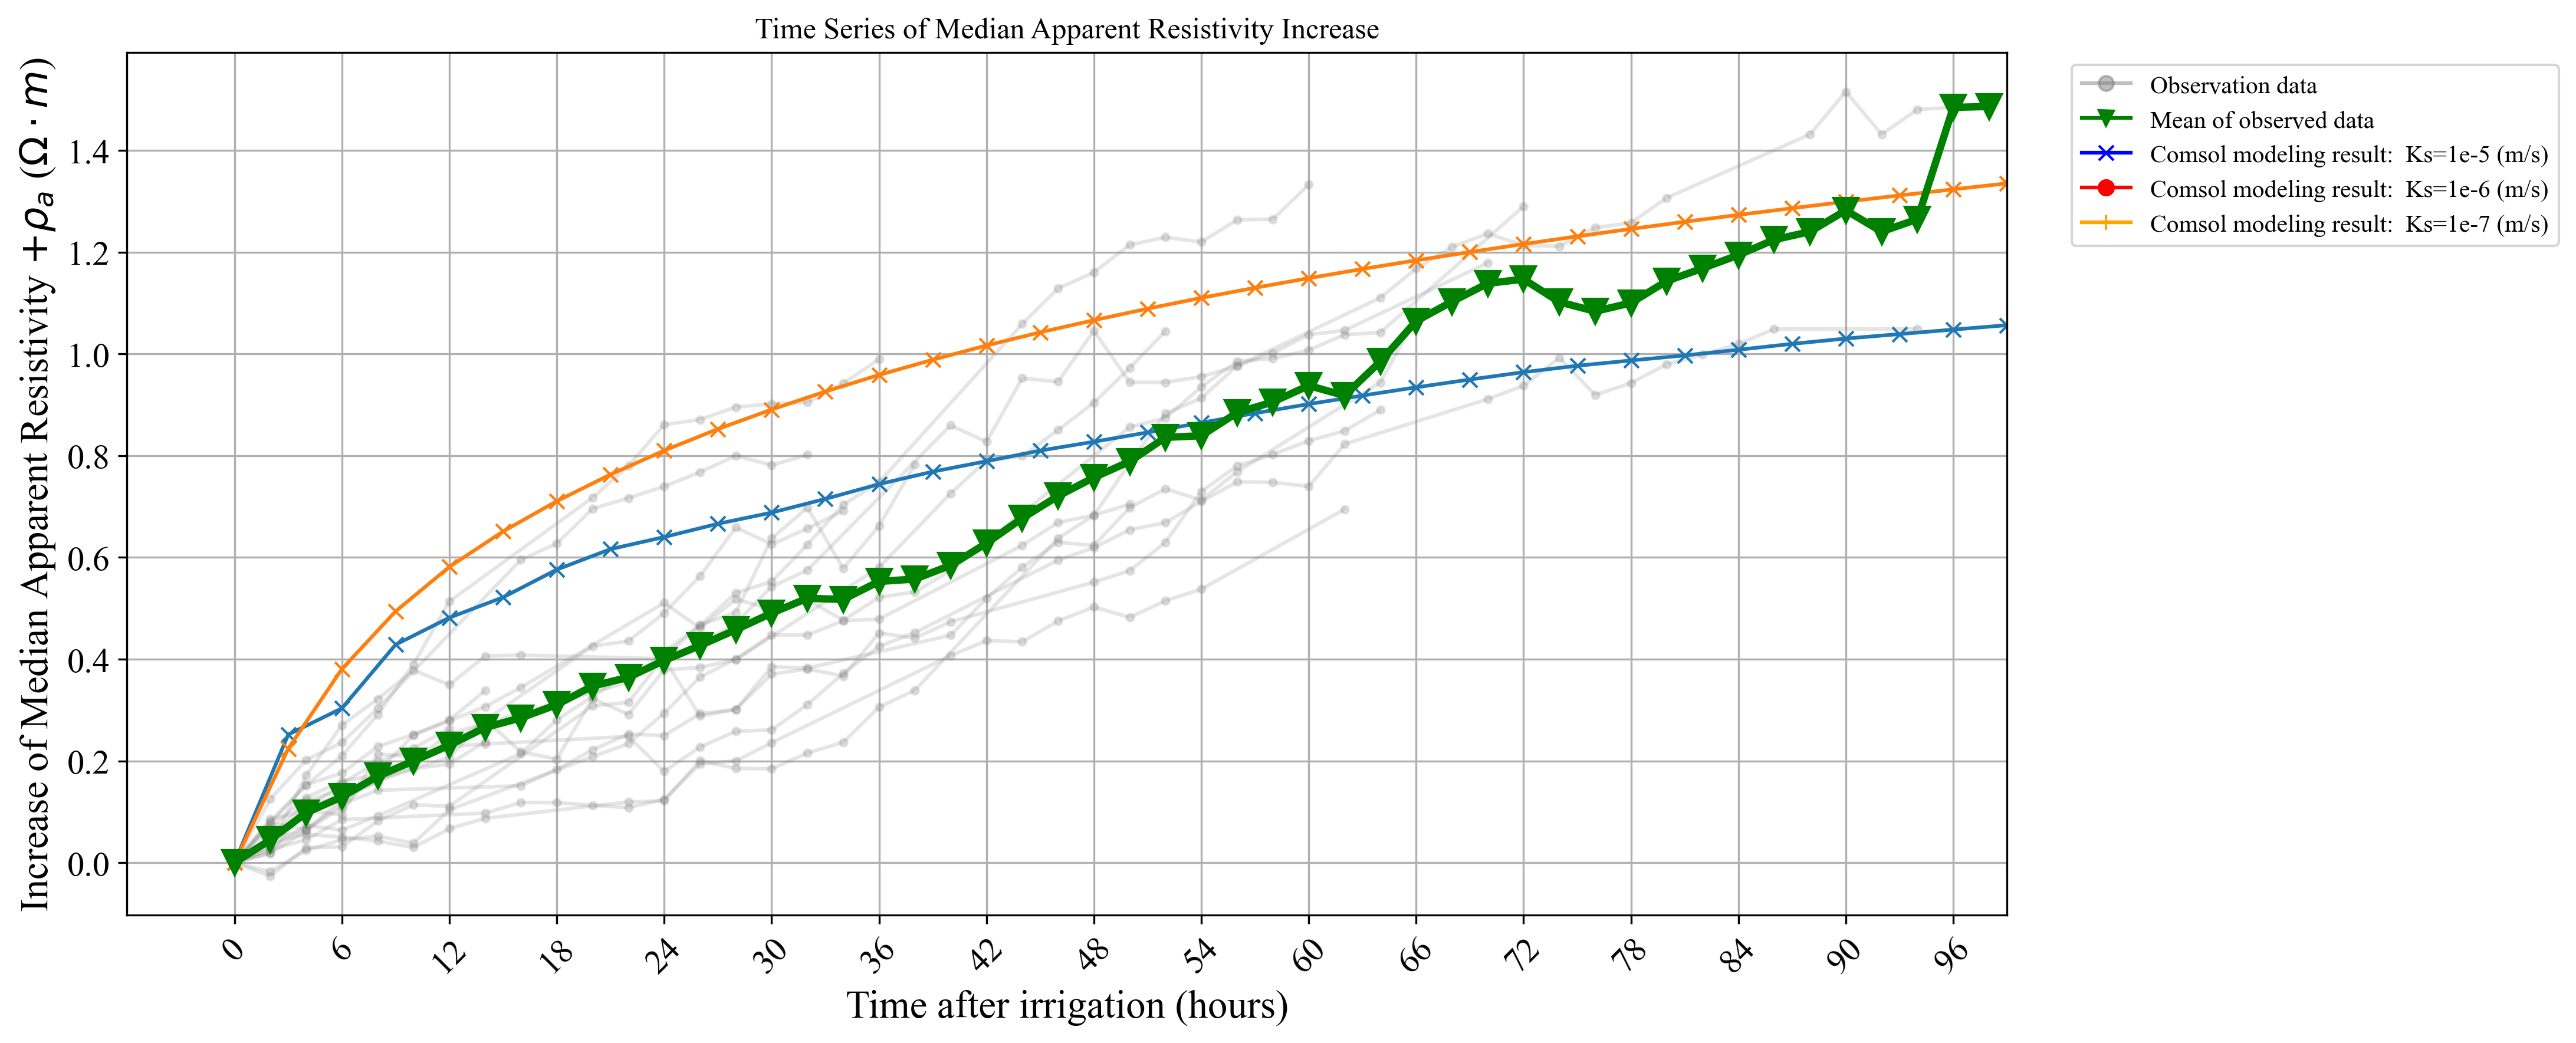 Time Series of Median Apparent Resistivity Increase
Increase of Median Apparent Resistivity +ρa (Ω · m)
1.4
1.2
1.0
0.8
0.6
0.4
0.2
0.0
0 6 12 18 24 30 36 42 48 54 60 66 72 78 84 90 96
Time after irrigation (hours)
Observation data
Mean of observed data
Comsol modeling result: Ks=1e-5 (m/s)
Comsol modeling result: Ks=1e-6 (m/s)
Comsol modeling result: Ks=1e-7 (m/s)